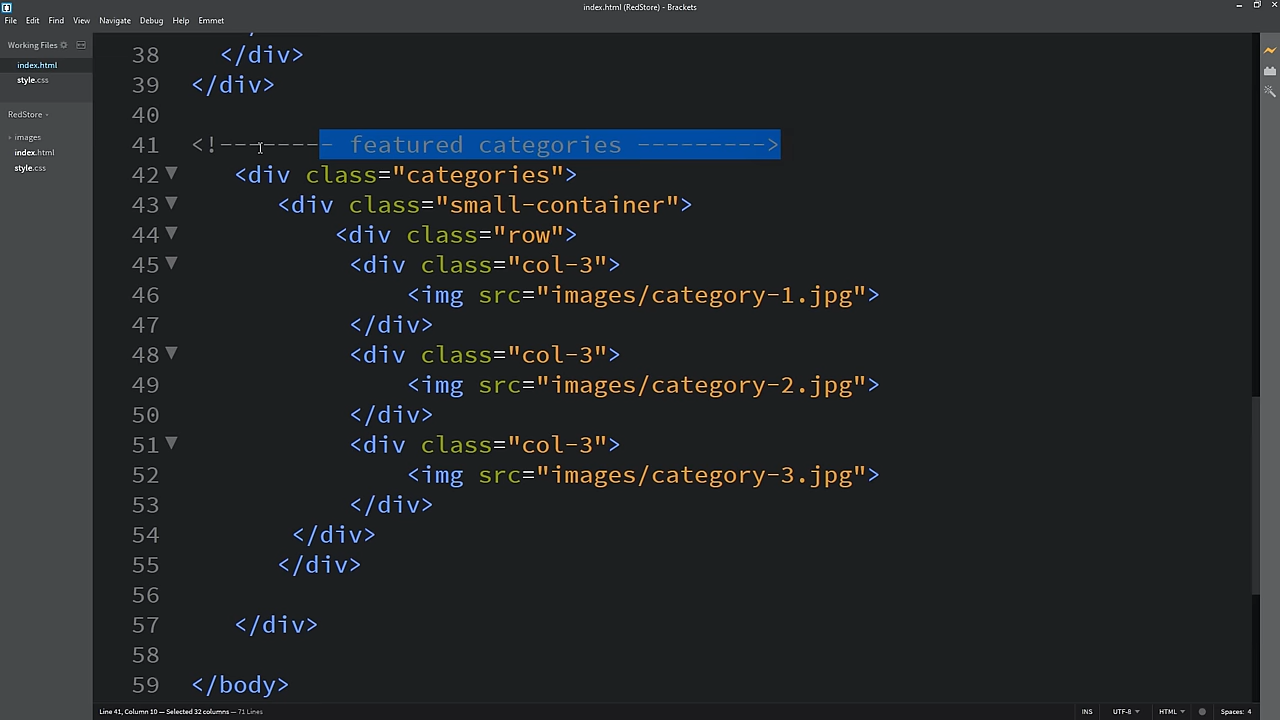 index.html (RedStore) - Brackets
File Edit Find View Navigate Debug Help Emmet
Working Files
index.html
style.css
RedStore
images
index.html
style.css
38 </div>
39 </div>
40
41 <!-------- featured categories --------->
42 <div class="categories">
43 <div class="small-container">
44 <div class="row">
45 <div class="col-3">
46 <img src="images/category-1.jpg">
47 </div>
48 <div class="col-3">
49 <img src="images/category-2.jpg">
50 </div>
51 <div class="col-3">
52 <img src="images/category-3.jpg">
53 </div>
54 </div>
55 </div>
56
57 </div>
58
59 </body>
Line 41, Column 10 — Selected 32 columns — 71 Lines INS UTF-8 HTML Spaces: 4